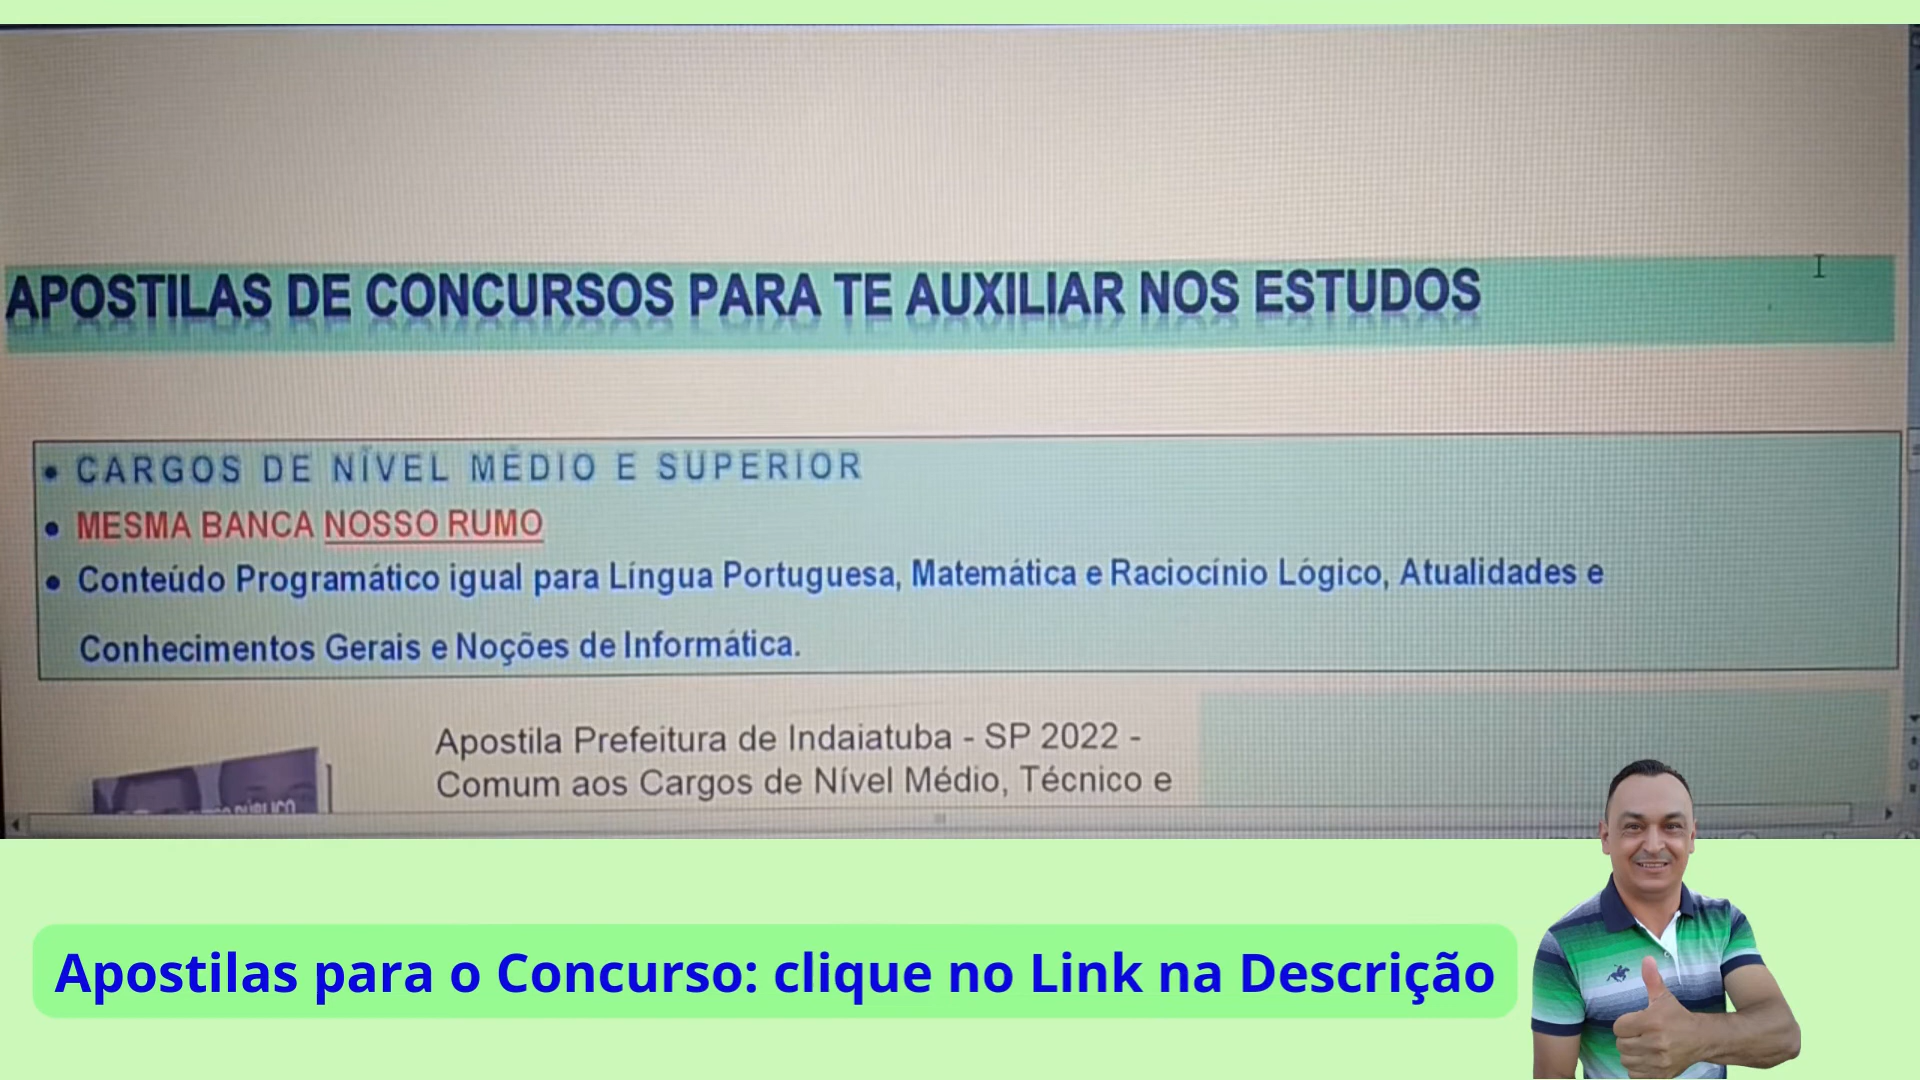 APOSTILAS DE CONCURSOS PARA TE AUXILIAR NOS ESTUDOS
• CARGOS DE NÍVEL MÉDIO E SUPERIOR
• MESMA BANCA NOSSO RUMO
• Conteúdo Programático igual para Língua Portuguesa, Matemática e Raciocínio Lógico, Atualidades e
Conhecimentos Gerais e Noções de Informática.
Apostila Prefeitura de Indaiatuba - SP 2022 -
Comum aos Cargos de Nível Médio, Técnico e
Apostilas para o Concurso: clique no Link na Descrição